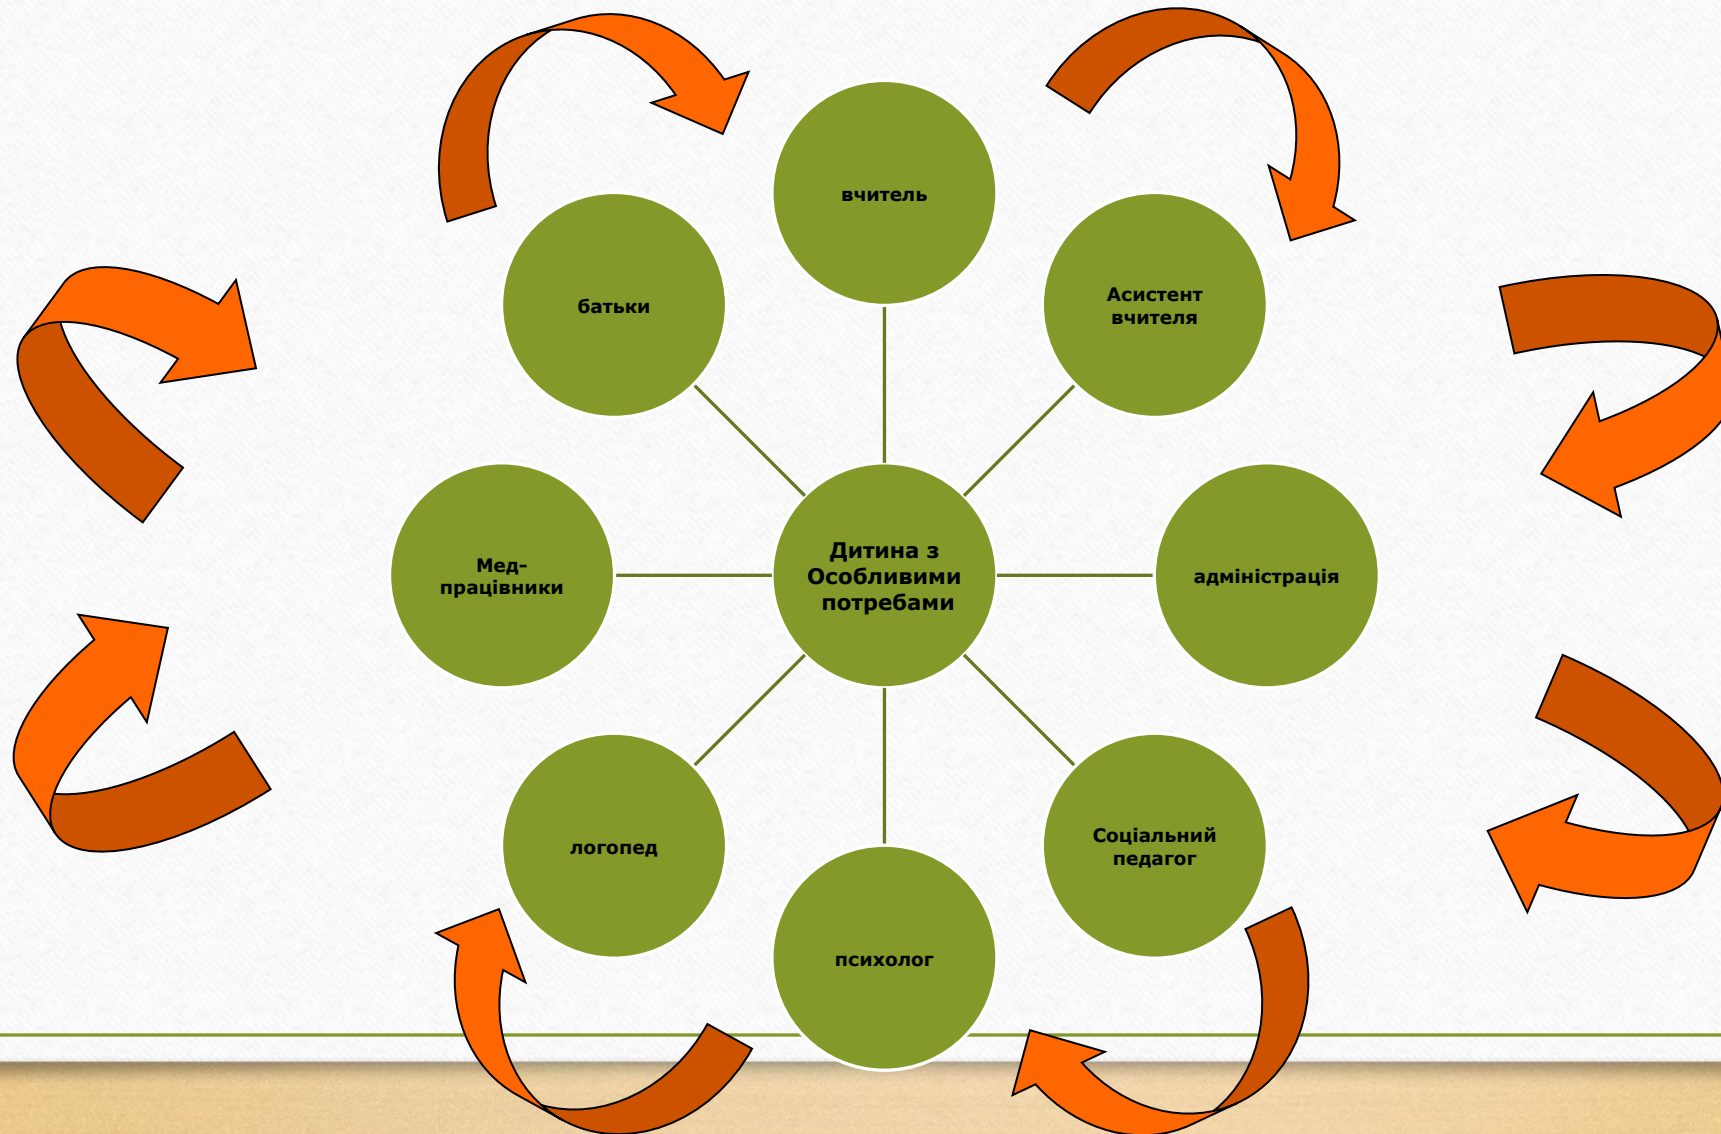 вчитель
Асистент
вчителя
батьки
Дитина з
Особливими
потребами
Мед-
працівники
адміністрація
Соціальний
педагог
логопед
психолог